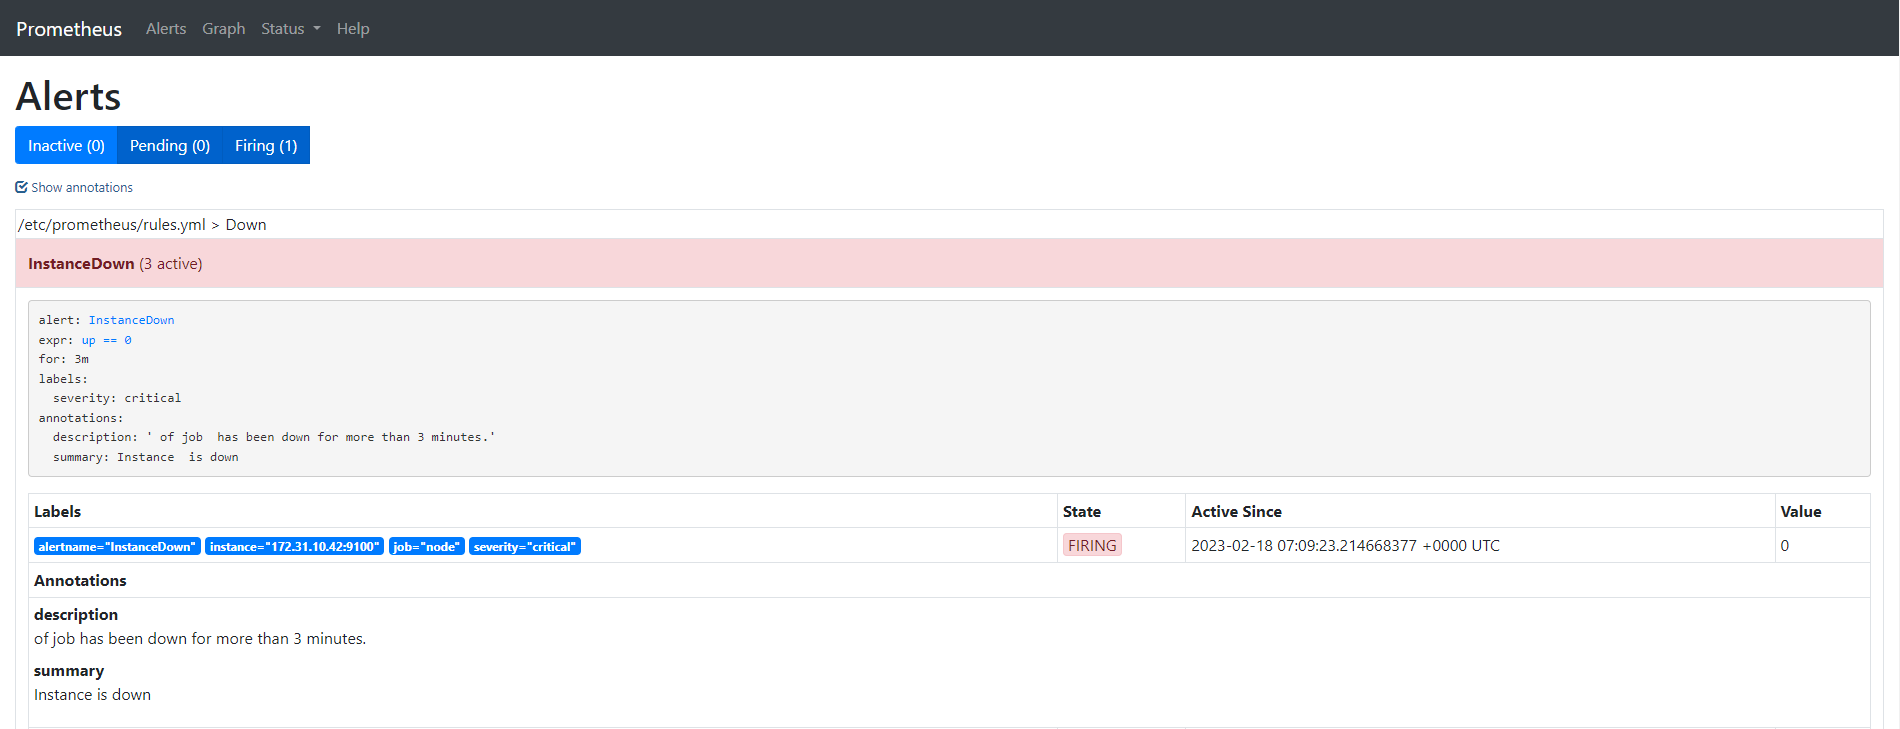 Prometheus Alerts Graph Status Help
Alerts
Inactive (0) Pending (0) Firing (1)
Show annotations
/etc/prometheus/rules.yml > Down
InstanceDown (3 active)
alert: InstanceDown
expr: up == 0
for: 3m
labels:
  severity: critical
annotations:
  description: ' of job  has been down for more than 3 minutes.'
  summary: Instance  is down
Labels State Active Since Value
alertname="InstanceDown" instance="172.31.10.42:9100" job="node" severity="critical" FIRING 2023-02-18 07:09:23.214668377 +0000 UTC 0
Annotations
description
of job has been down for more than 3 minutes.
summary
Instance is down